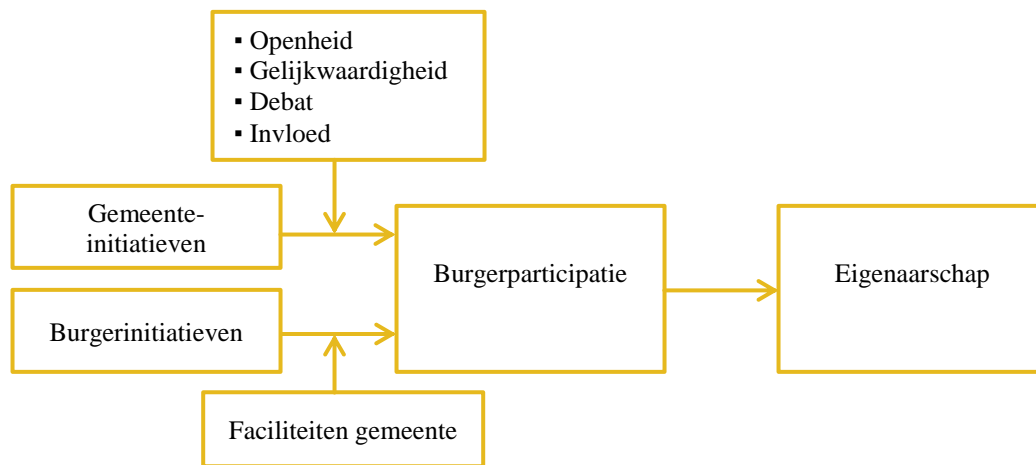 ▪ Openheid
▪ Gelijkwaardigheid
▪ Debat
▪ Invloed
Gemeente-
initiatieven
Burgerparticipatie
Eigenaarschap
Burgerinitiatieven
Faciliteiten gemeente